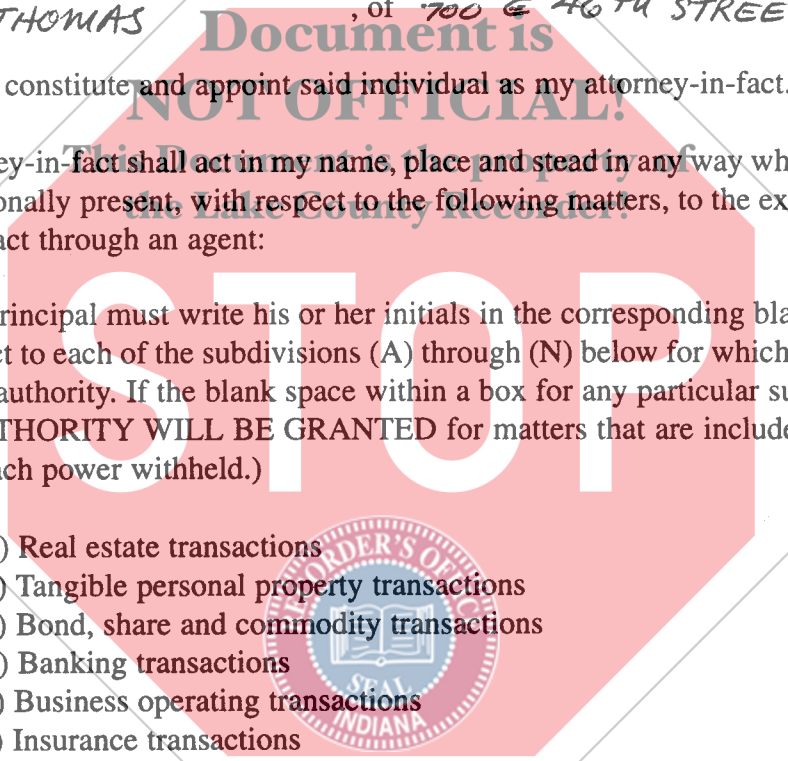 THOMAS , of 700 E 46TH STREE
Document is
constitute and appoint said individual as my attorney-in-fact.
NOT OFFICIAL!
ey-in-fact shall act in my name, place and stead in any way wh
This Document is the property of
onally present, with respect to the following matters, to the ex
the Lake County Recorder!
act through an agent:
STOP
rincipal must write his or her initials in the corresponding bla
ct to each of the subdivisions (A) through (N) below for which
authority. If the blank space within a box for any particular su
THORITY WILL BE GRANTED for matters that are include
ach power withheld.)
) Real estate transactions
) Tangible personal property transactions
) Bond, share and commodity transactions
) Banking transactions
) Business operating transactions
) Insurance transactions
RECORDER'S OFFICE
SEAL
INDIANA